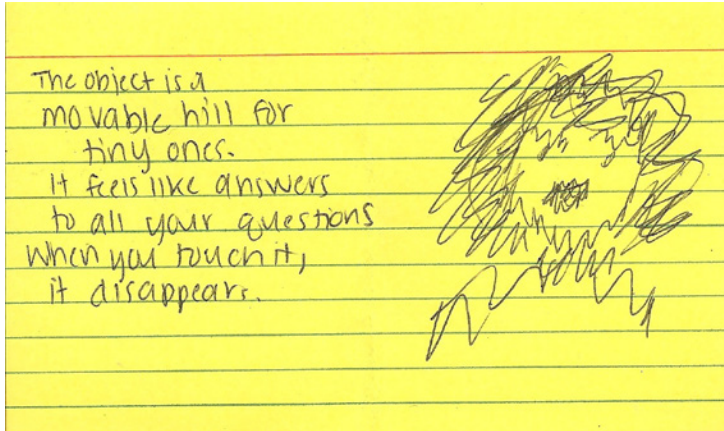 The object is a
movable hill for
tiny ones.
It feels like answers
to all your questions
When you touch it,
it disappears.